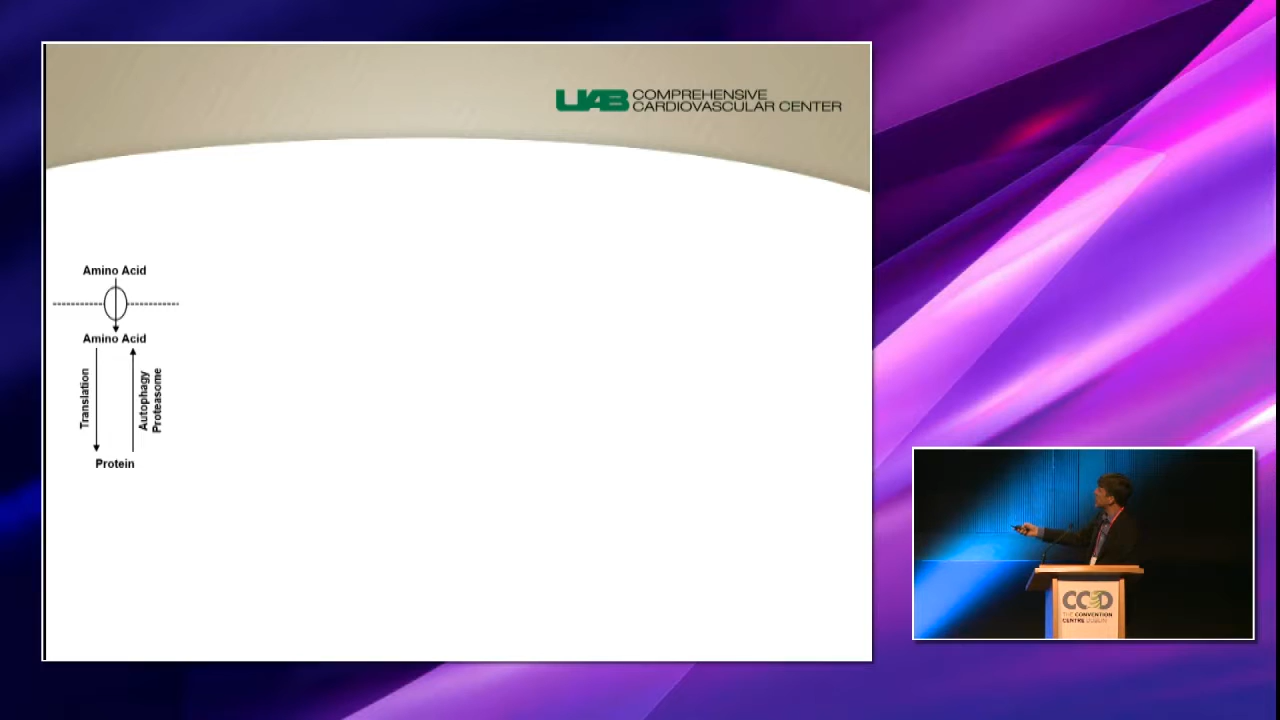 UAB COMPREHENSIVE
CARDIOVASCULAR CENTER
Amino Acid
Amino Acid
Translation
Autophagy
Proteasome
Protein
CCD
THE CONVENTION
CENTRE DUBLIN